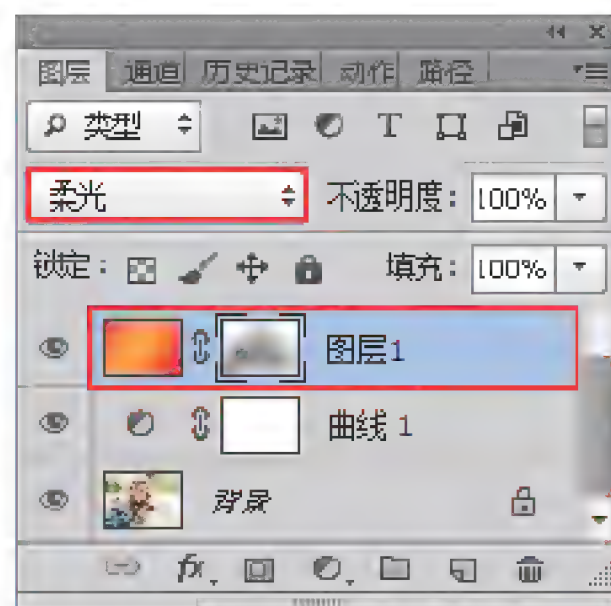 图层 通道 历史记录 动作 路径
类型 T
柔光 不透明度: 100%
锁定: 填充: 100%
图层1
曲线 1
背景
fx